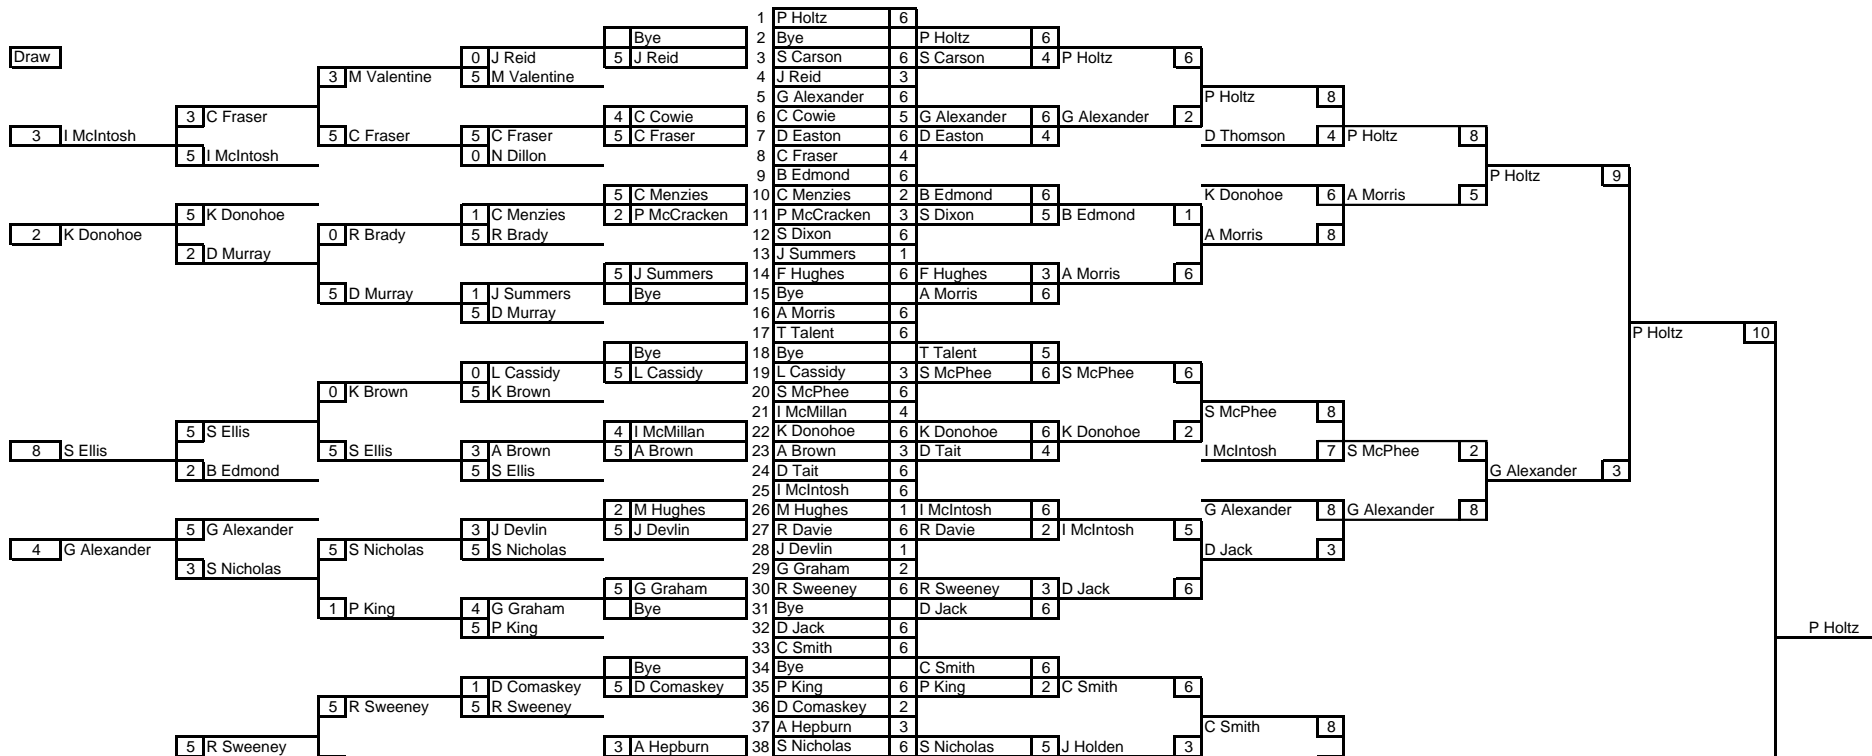 1 P Holtz 6
Bye 2 Bye P Holtz 6
Draw 0 J Reid 5 J Reid 3 S Carson 6 S Carson 4 P Holtz 6
3 M Valentine 5 M Valentine 4 J Reid 3
5 G Alexander 6 P Holtz 8
3 C Fraser 4 C Cowie 6 C Cowie 5 G Alexander 6 G Alexander 2
3 I McIntosh 5 C Fraser 5 C Fraser 5 C Fraser 7 D Easton 6 D Easton 4 D Thomson 4 P Holtz 8
5 I McIntosh 0 N Dillon 8 C Fraser 4
9 B Edmond 6 P Holtz 9
5 C Menzies 10 C Menzies 2 B Edmond 6 K Donohoe 6 A Morris 5
5 K Donohoe 1 C Menzies 2 P McCracken 11 P McCracken 3 S Dixon 5 B Edmond 1
2 K Donohoe 0 R Brady 5 R Brady 12 S Dixon 6 A Morris 8
2 D Murray 13 J Summers 1
5 J Summers 14 F Hughes 6 F Hughes 3 A Morris 6
5 D Murray 1 J Summers Bye 15 Bye A Morris 6
5 D Murray 16 A Morris 6
17 T Talent 6 P Holtz 10
Bye 18 Bye T Talent 5
0 L Cassidy 5 L Cassidy 19 L Cassidy 3 S McPhee 6 S McPhee 6
0 K Brown 5 K Brown 20 S McPhee 6
21 I McMillan 4 S McPhee 8
5 S Ellis 4 I McMillan 22 K Donohoe 6 K Donohoe 6 K Donohoe 2
8 S Ellis 5 S Ellis 3 A Brown 5 A Brown 23 A Brown 3 D Tait 4 I McIntosh 7 S McPhee 2
2 B Edmond 5 S Ellis 24 D Tait 6 G Alexander 3
25 I McIntosh 6
2 M Hughes 26 M Hughes 1 I McIntosh 6 G Alexander 8 G Alexander 8
5 G Alexander 3 J Devlin 5 J Devlin 27 R Davie 6 R Davie 2 I McIntosh 5
4 G Alexander 5 S Nicholas 5 S Nicholas 28 J Devlin 1 D Jack 3
3 S Nicholas 29 G Graham 2
5 G Graham 30 R Sweeney 6 R Sweeney 3 D Jack 6
1 P King 4 G Graham Bye 31 Bye D Jack 6
5 P King 32 D Jack 6 P Holtz
33 C Smith 6
Bye 34 Bye C Smith 6
1 D Comaskey 5 D Comaskey 35 P King 6 P King 2 C Smith 6
5 R Sweeney 5 R Sweeney 36 D Comaskey 2
37 A Hepburn 3 C Smith 8
5 R Sweeney 3 A Hepburn 38 S Nicholas 6 S Nicholas 5 J Holden 3